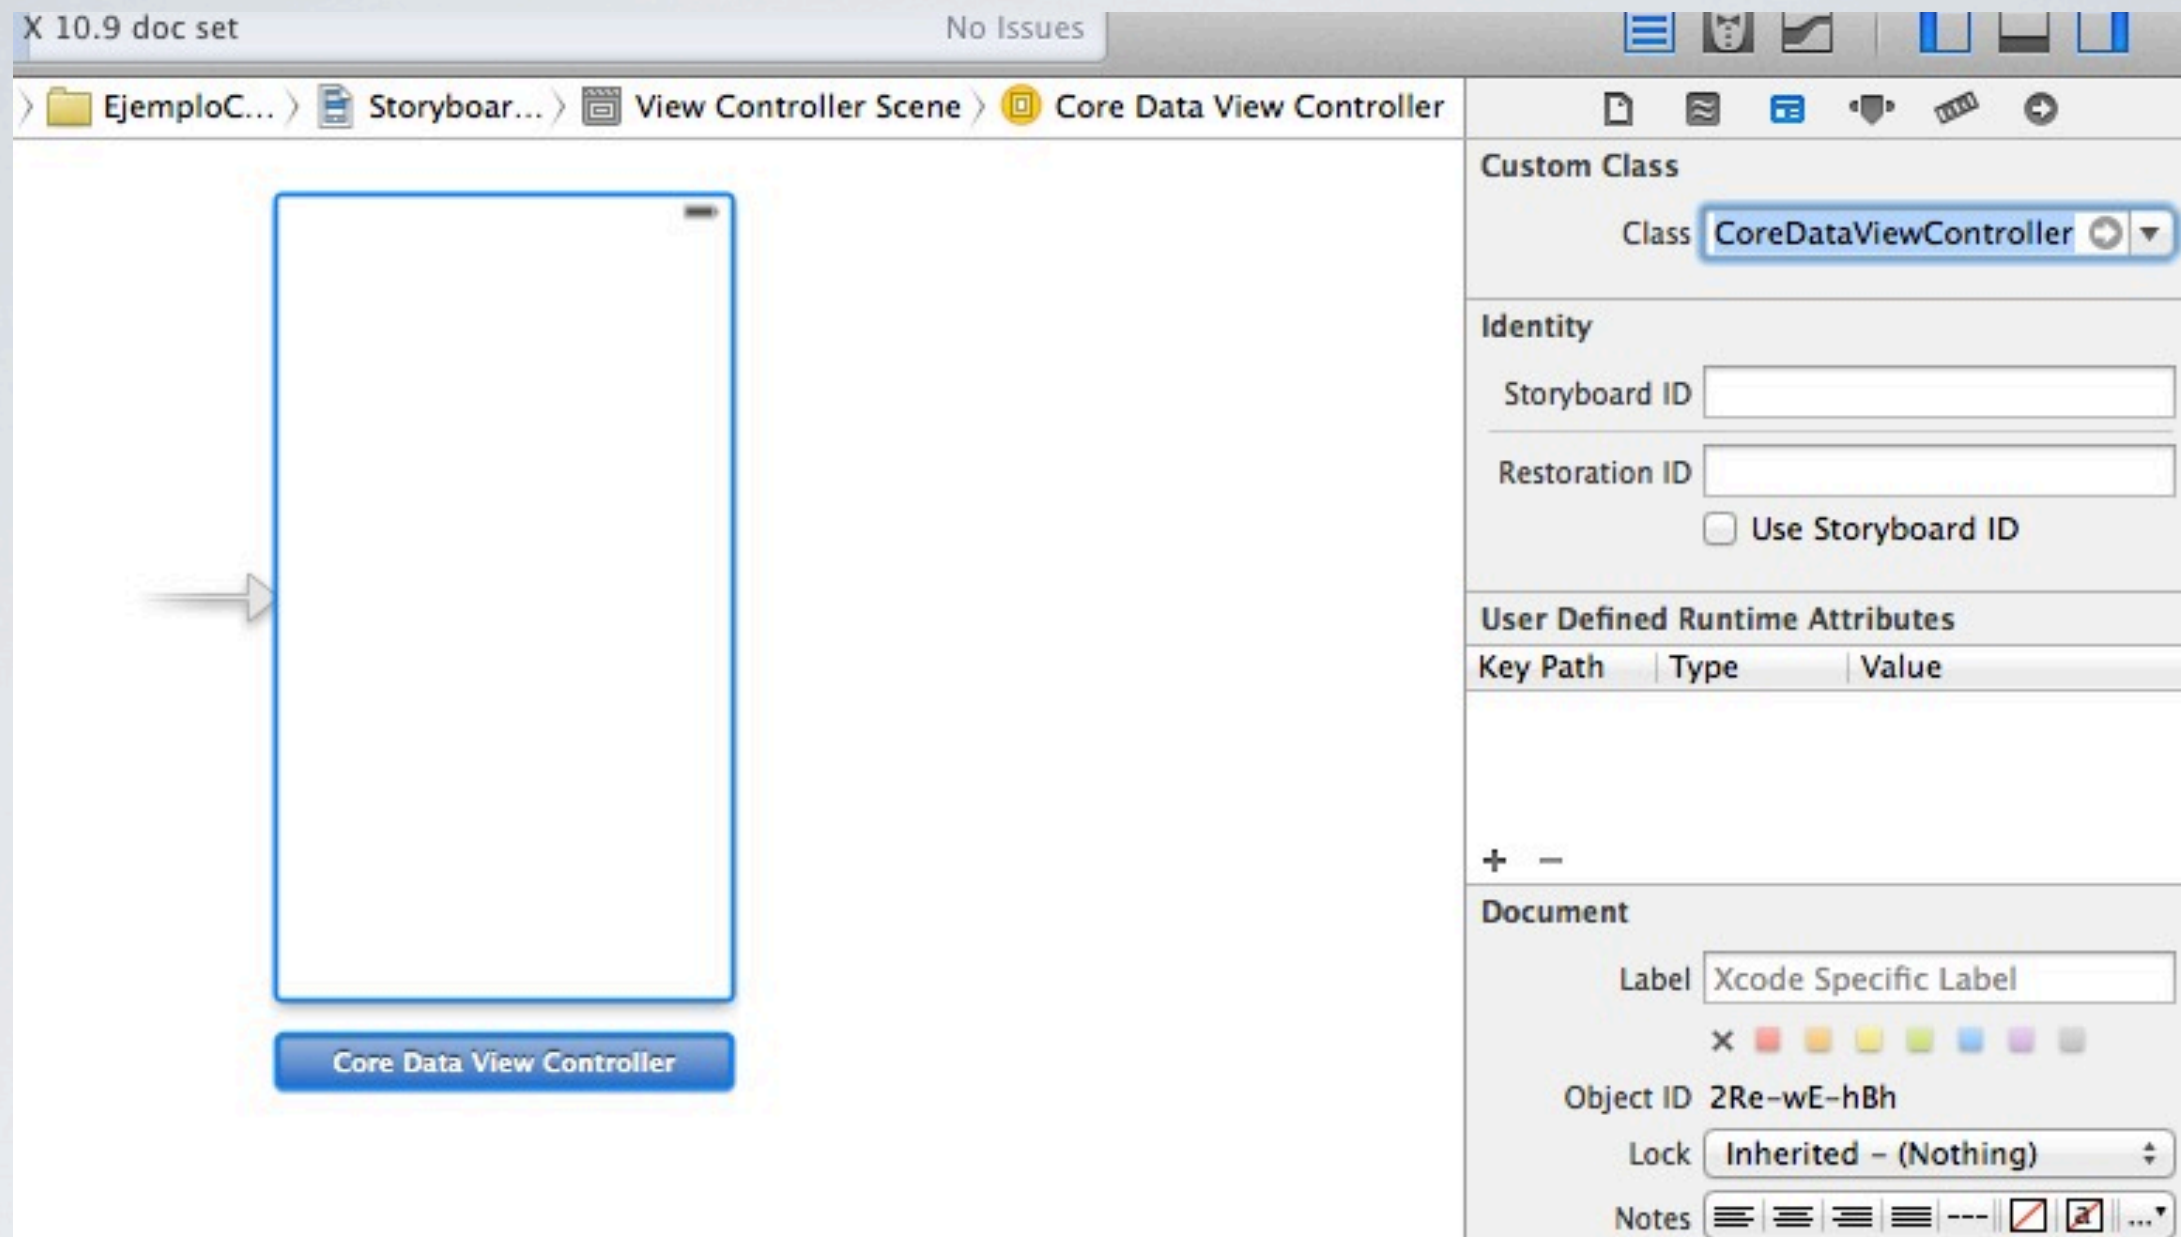 X 10.9 doc set
No Issues
EjemploC... Storyboar... View Controller Scene Core Data View Controller
Custom Class
Class CoreDataViewController
Identity
Storyboard ID
Restoration ID
Use Storyboard ID
User Defined Runtime Attributes
Key Path Type Value
+ −
Document
Label Xcode Specific Label
Core Data View Controller
Object ID 2Re-wE-hBh
Lock Inherited - (Nothing)
Notes --- a ...